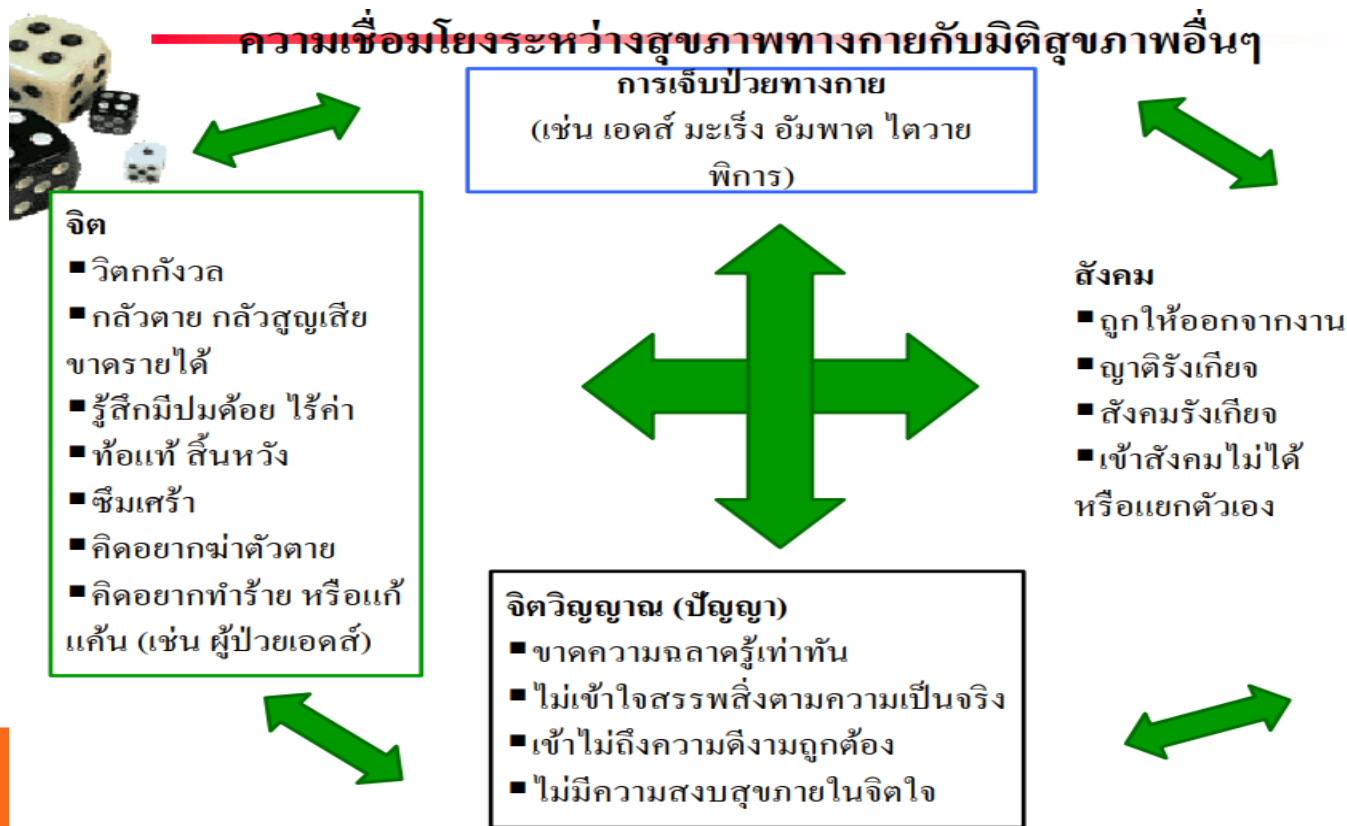 ความเชื่อมโยงระหว่างสุขภาพทางกายกับมิติสุขภาพอื่นๆ
การเจ็บป่วยทางกาย
(เช่น เอดส์ มะเร็ง อัมพาต ไตวาย
พิการ)
จิต
▪วิตกกังวล
▪กลัวตาย กลัวสูญเสีย
ขาดรายได้
▪รู้สึกมีปมด้อย ไร้ค่า
▪ท้อแท้ สิ้นหวัง
▪ซึมเศร้า
▪คิดอยากฆ่าตัวตาย
▪คิดอยากทำร้าย หรือแก้
แค้น (เช่น ผู้ป่วยเอดส์)
สังคม
▪ถูกให้ออกจากงาน
▪ญาติรังเกียจ
▪สังคมรังเกียจ
▪เข้าสังคมไม่ได้
หรือแยกตัวเอง
จิตวิญญาณ (ปัญญา)
▪ขาดความฉลาดรู้เท่าทัน
▪ไม่เข้าใจสรรพสิ่งตามความเป็นจริง
▪เข้าไม่ถึงความดีงามถูกต้อง
▪ไม่มีความสงบสุขภายในจิตใจ